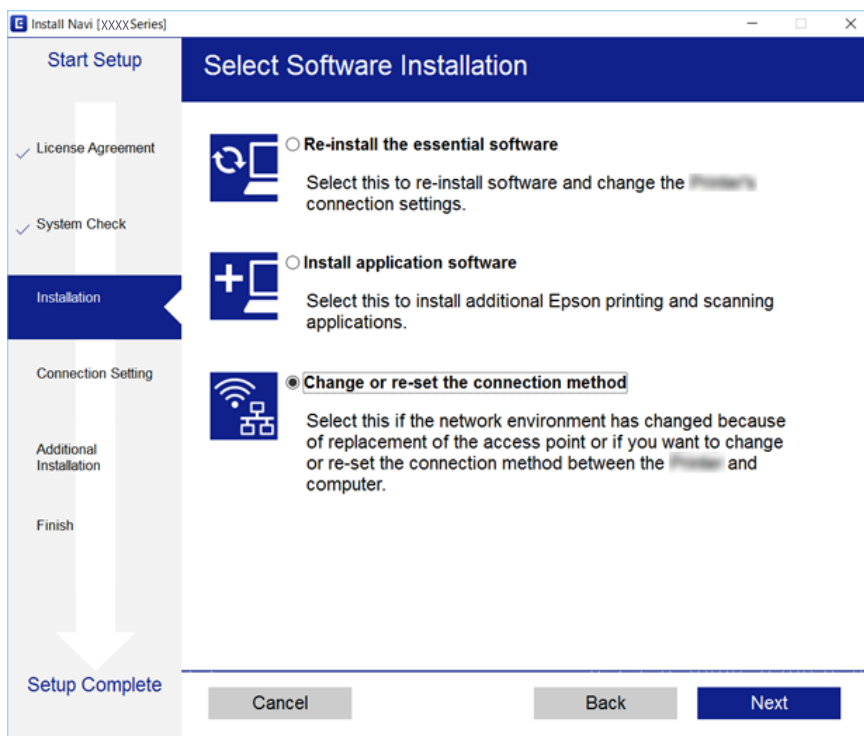 Install Navi [XXXXSeries]
Start Setup
License Agreement
System Check
Installation
Connection Setting
Additional
Installation
Finish
Setup Complete
Select Software Installation
Re-install the essential software
Select this to re-install software and change the
connection settings.
Install application software
Select this to install additional Epson printing and scanning
applications.
Change or re-set the connection method
Select this if the network environment has changed because
of replacement of the access point or if you want to change
or re-set the connection method between the and
computer.
Cancel
Back
Next